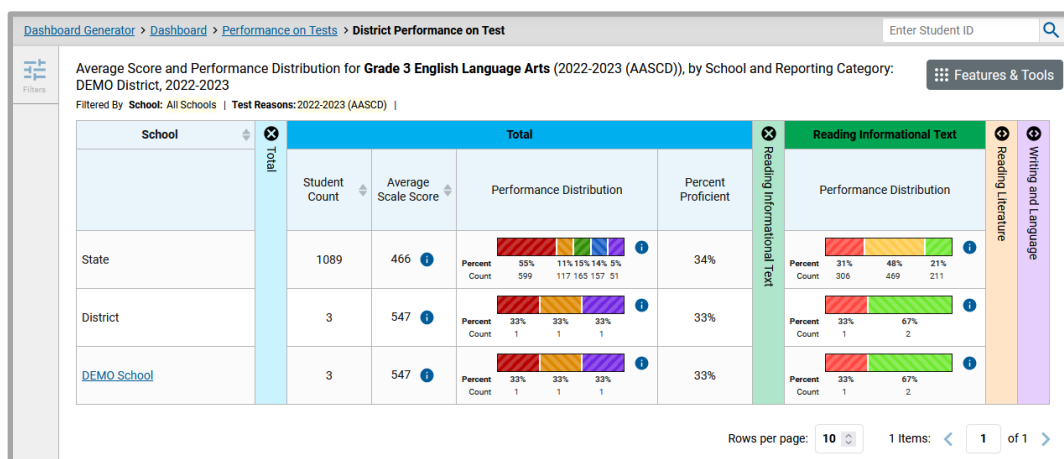 Dashboard Generator > Dashboard > Performance on Tests > District Performance on Test
Enter Student ID
Filters
Average Score and Performance Distribution for Grade 3 English Language Arts (2022-2023 (AASCD)), by School and Reporting Category:
DEMO District, 2022-2023
Features & Tools
Filtered By School: All Schools | Test Reasons: 2022-2023 (AASCD) |
School
Total
Total
Reading Informational Text
Reading Informational Text
Reading Literature
Writing and Language
Student
Count
Average
Scale Score
Performance Distribution
Percent
Proficient
Performance Distribution
State 1089 466 34%
Percent 55% 11% 15% 14% 5%
Count 599 117 165 157 51
Percent 31% 48% 21%
Count 306 469 211
District 3 547 33%
Percent 33% 33% 33%
Count 1 1 1
Percent 33% 67%
Count 1 2
DEMO School 3 547 33%
Percent 33% 33% 33%
Count 1 1 1
Percent 33% 67%
Count 1 2
Rows per page: 10 1 Items: 1 of 1